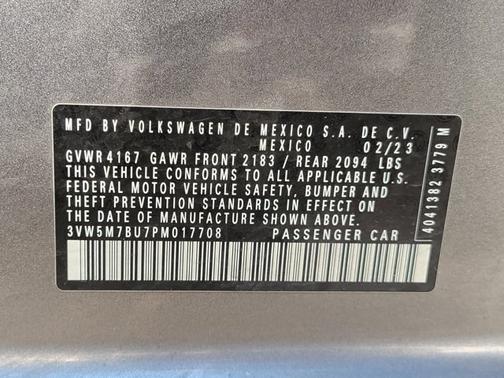 MFD BY VOLKSWAGEN DE MEXICO S.A. DE C.V.
MEXICO 02/23
GVWR 4167 GAWR FRONT 2183 / REAR 2094 LBS
THIS VEHICLE CONFORMS TO ALL APPLICABLE U.S.
FEDERAL MOTOR VEHICLE SAFETY, BUMPER AND
THEFT PREVENTION STANDARDS IN EFFECT ON THE
DATE OF MANUFACTURE SHOWN ABOVE.
3VW5M7BU7PM017708 PASSENGER CAR
4041382 3779 M